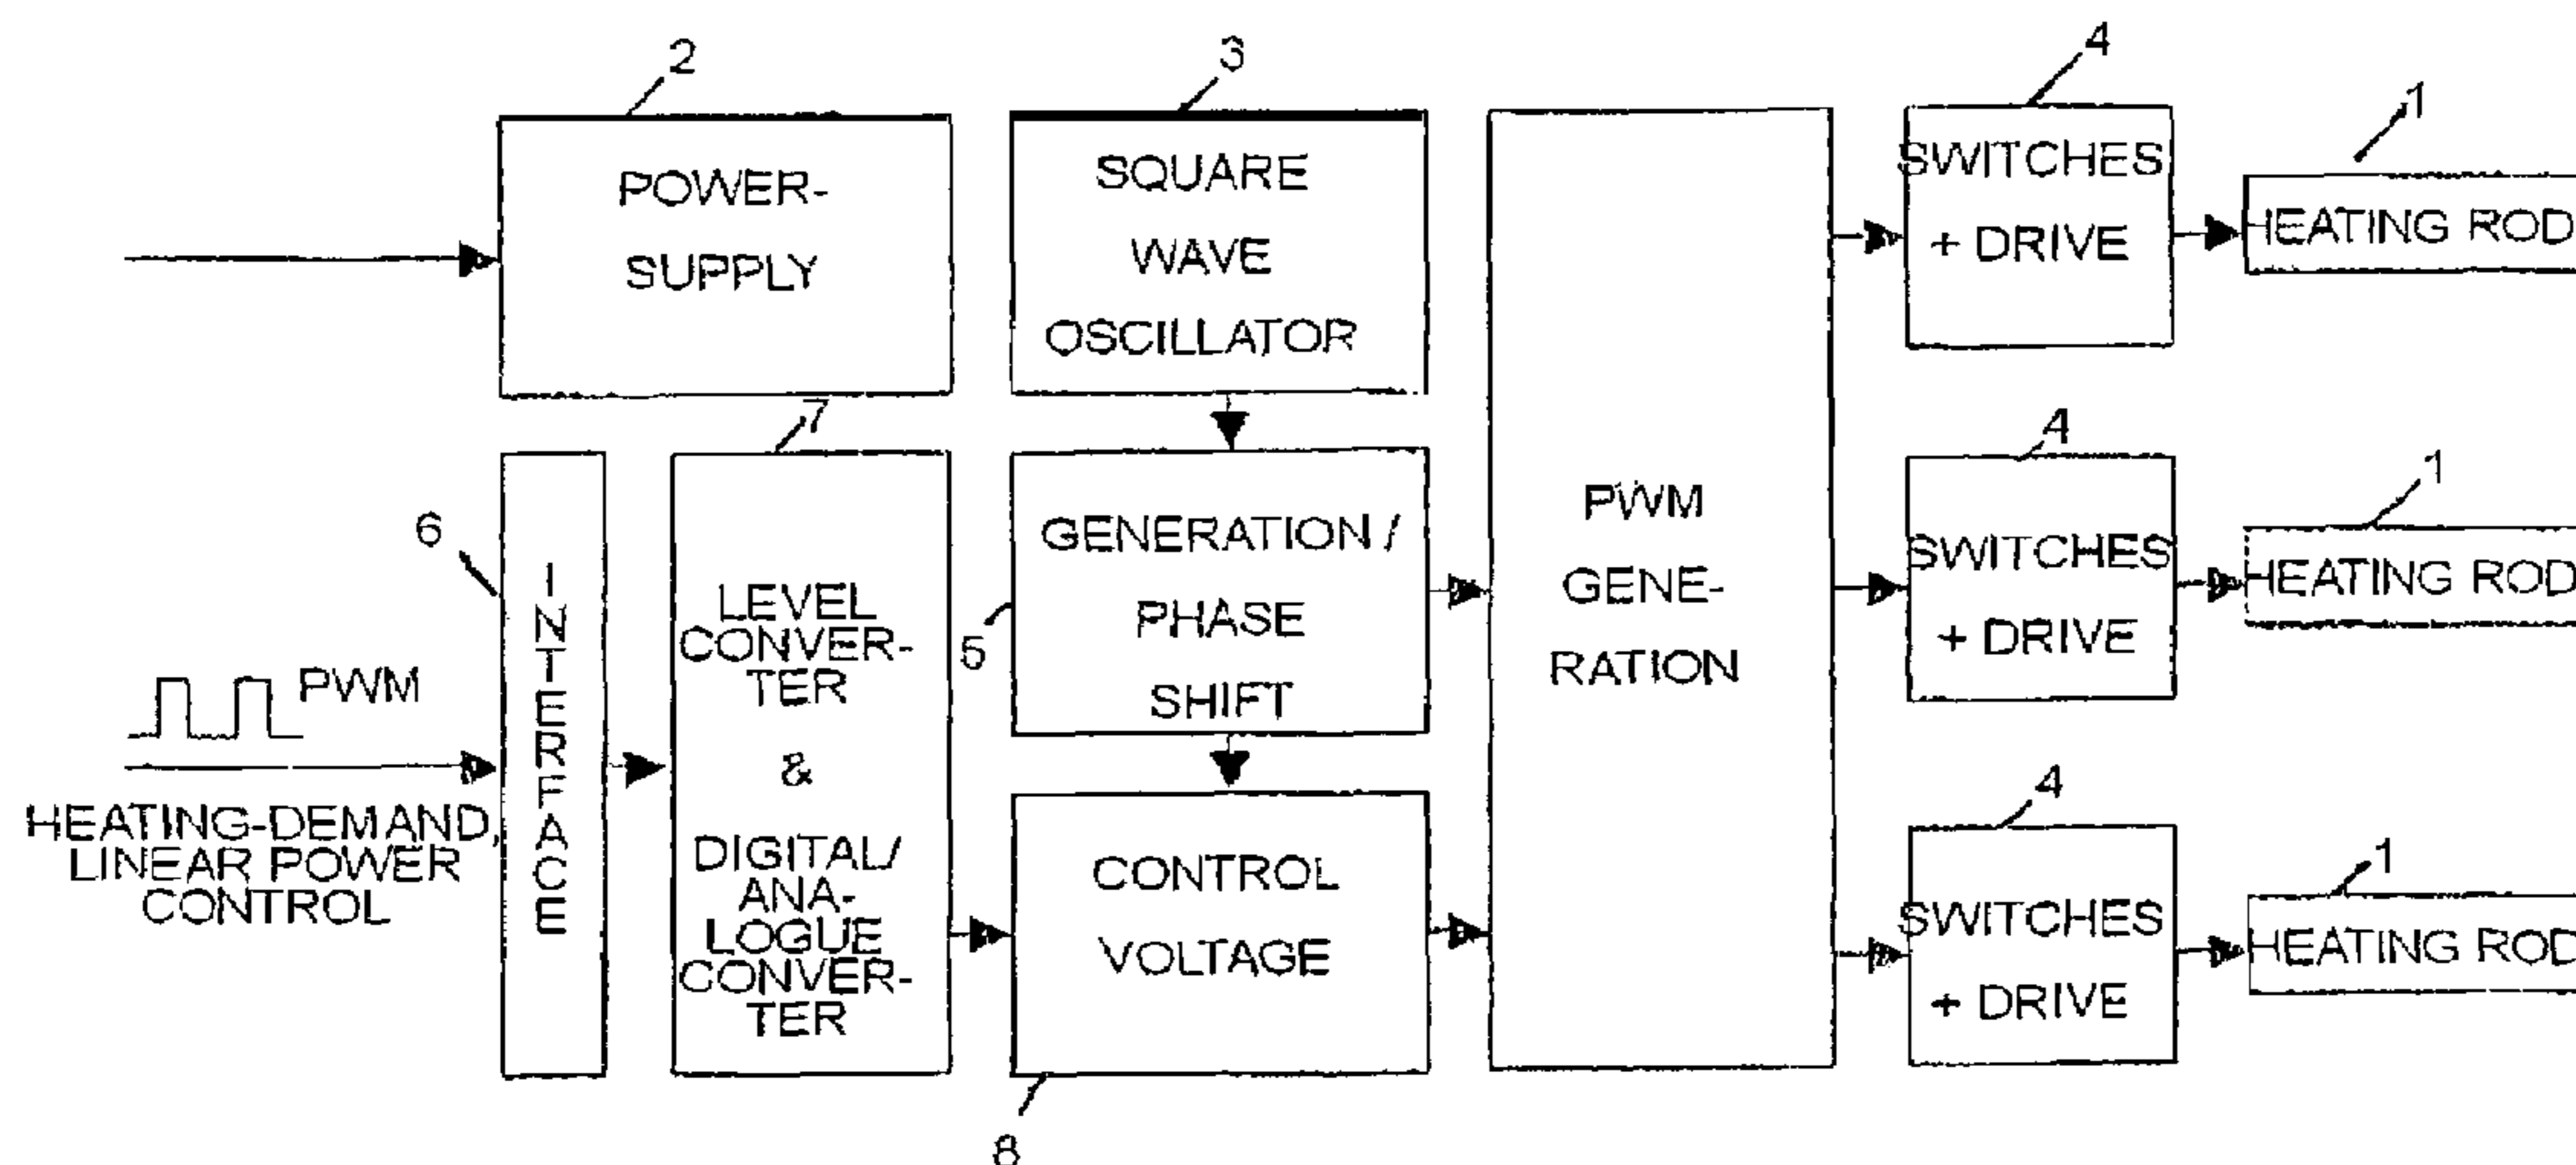 2
POWER-
SUPPLY
3
SQUARE
WAVE
OSCILLATOR
4
SWITCHES
+ DRIVE
1
HEATING ROD
6
INTERFACE
7
LEVEL
CONVER-
TER
&
DIGITAL/
ANA-
LOGUE
CONVER-
TER
5
GENERATION /
PHASE
SHIFT
PWM
GENE-
RATION
4
SWITCHES
+ DRIVE
1
HEATING ROD
PWM
HEATING-DEMAND,
LINEAR POWER
CONTROL
CONTROL
VOLTAGE
8
4
SWITCHES
+ DRIVE
1
HEATING ROD